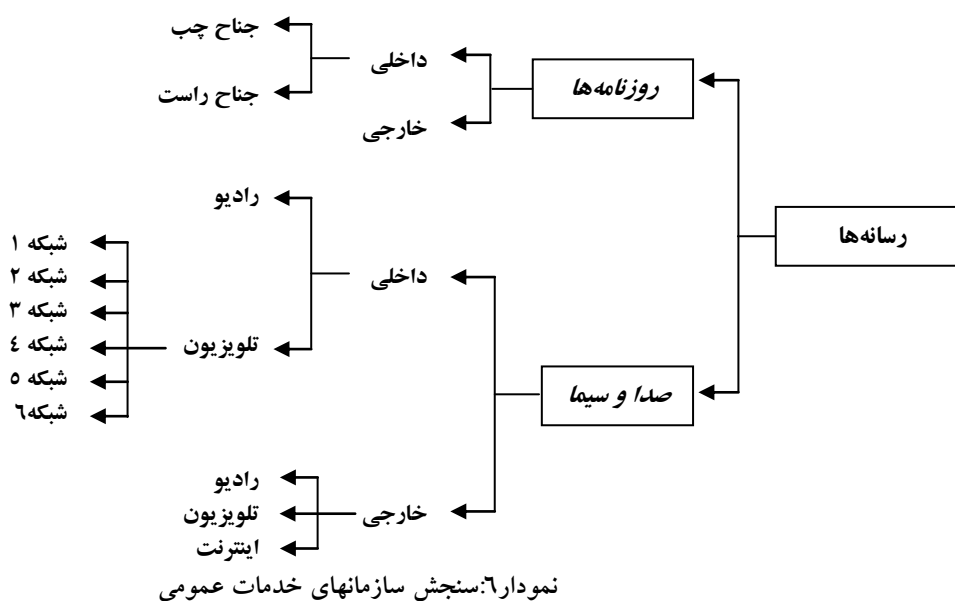 رسانه‌ها
روزنامه‌ها
داخلی
جناح چپ
جناح راست
خارجی
صدا و سیما
داخلی
رادیو
تلویزیون
شبکه ۱
شبکه ۲
شبکه ۳
شبکه ٤
شبکه ٥
شبکه٦
خارجی
رادیو
تلویزیون
اینترنت
نمودار٦:سنجش سازمانهای خدمات عمومی